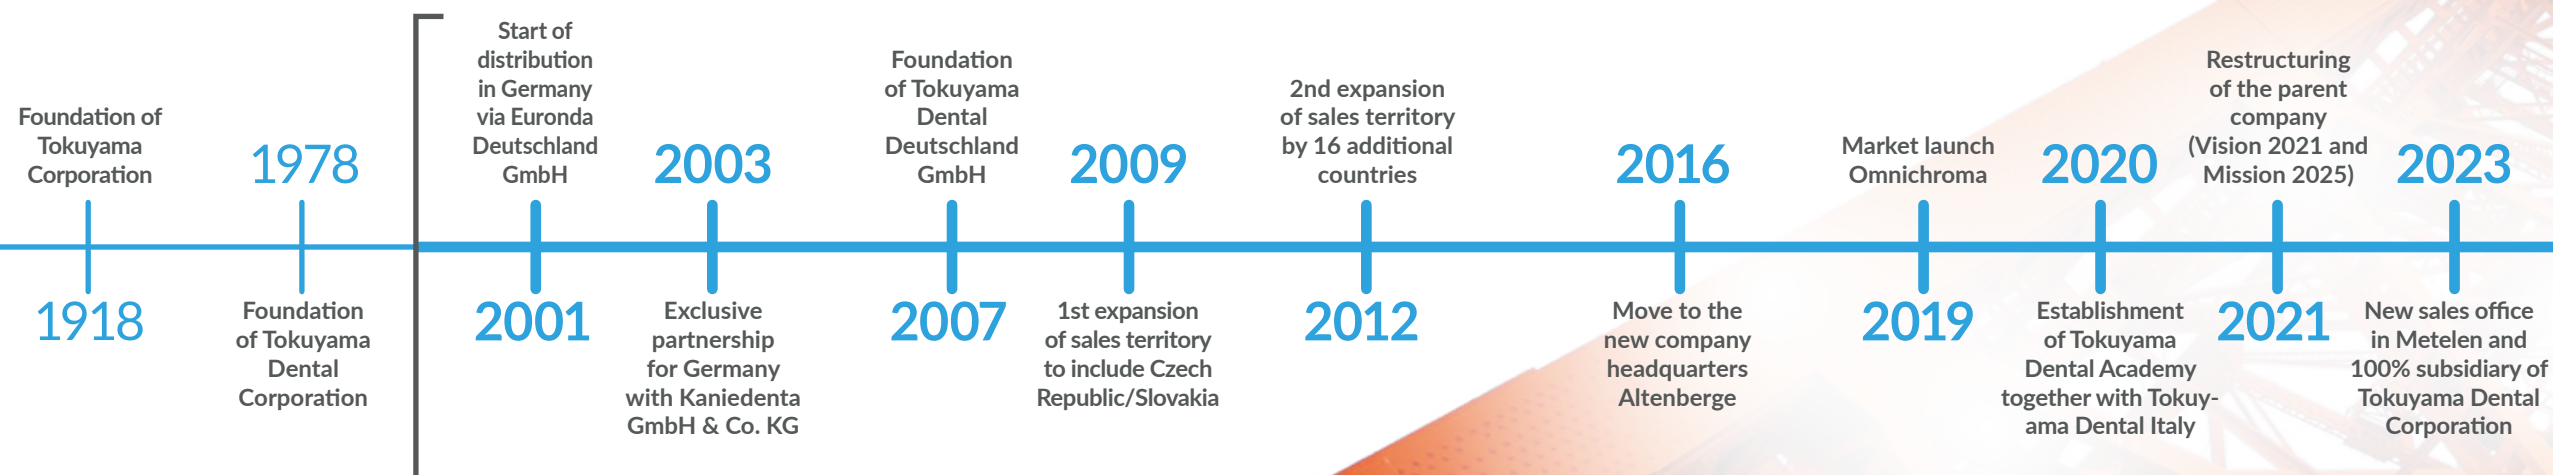 Foundation of
Tokuyama
Corporation
1918
1978
Foundation
of Tokuyama
Dental
Corporation
Start of
distribution
in Germany
via Euronda
Deutschland
GmbH
2001
2003
Exclusive
partnership
for Germany
with Kaniedenta
GmbH & Co. KG
Foundation
of Tokuyama
Dental
Deutschland
GmbH
2007
2009
1st expansion
of sales territory
to include Czech
Republic/Slovakia
2nd expansion
of sales territory
by 16 additional
countries
2012
2016
Move to the
new company
headquarters
Altenberge
Market launch
Omnichroma
2019
2020
Establishment
of Tokuyama
Dental Academy
together with Tokuy-
ama Dental Italy
Restructuring
of the parent
company
(Vision 2021 and
Mission 2025)
2021
2023
New sales office
in Metelen and
100% subsidiary of
Tokuyama Dental
Corporation